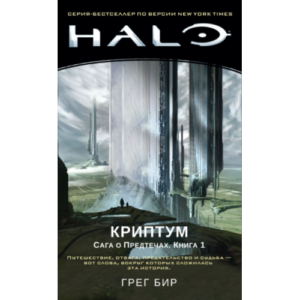 СЕРИЯ-БЕСТСЕЛЛЕР ПО ВЕРСИИ NEW YORK TIMES
HALO
КРИПТУМ
САГА О ПРЕДТЕЧАХ. КНИГА 1
ПУТЕШЕСТВИЕ, ОТВАГА, ПРЕДАТЕЛЬСТВО И СУДЬБА —
ВОТ СЛОВА, ВОКРУГ КОТОРЫХ СЛОЖИЛАСЬ
ЭТА ИСТОРИЯ.
ГРЕГ БИР